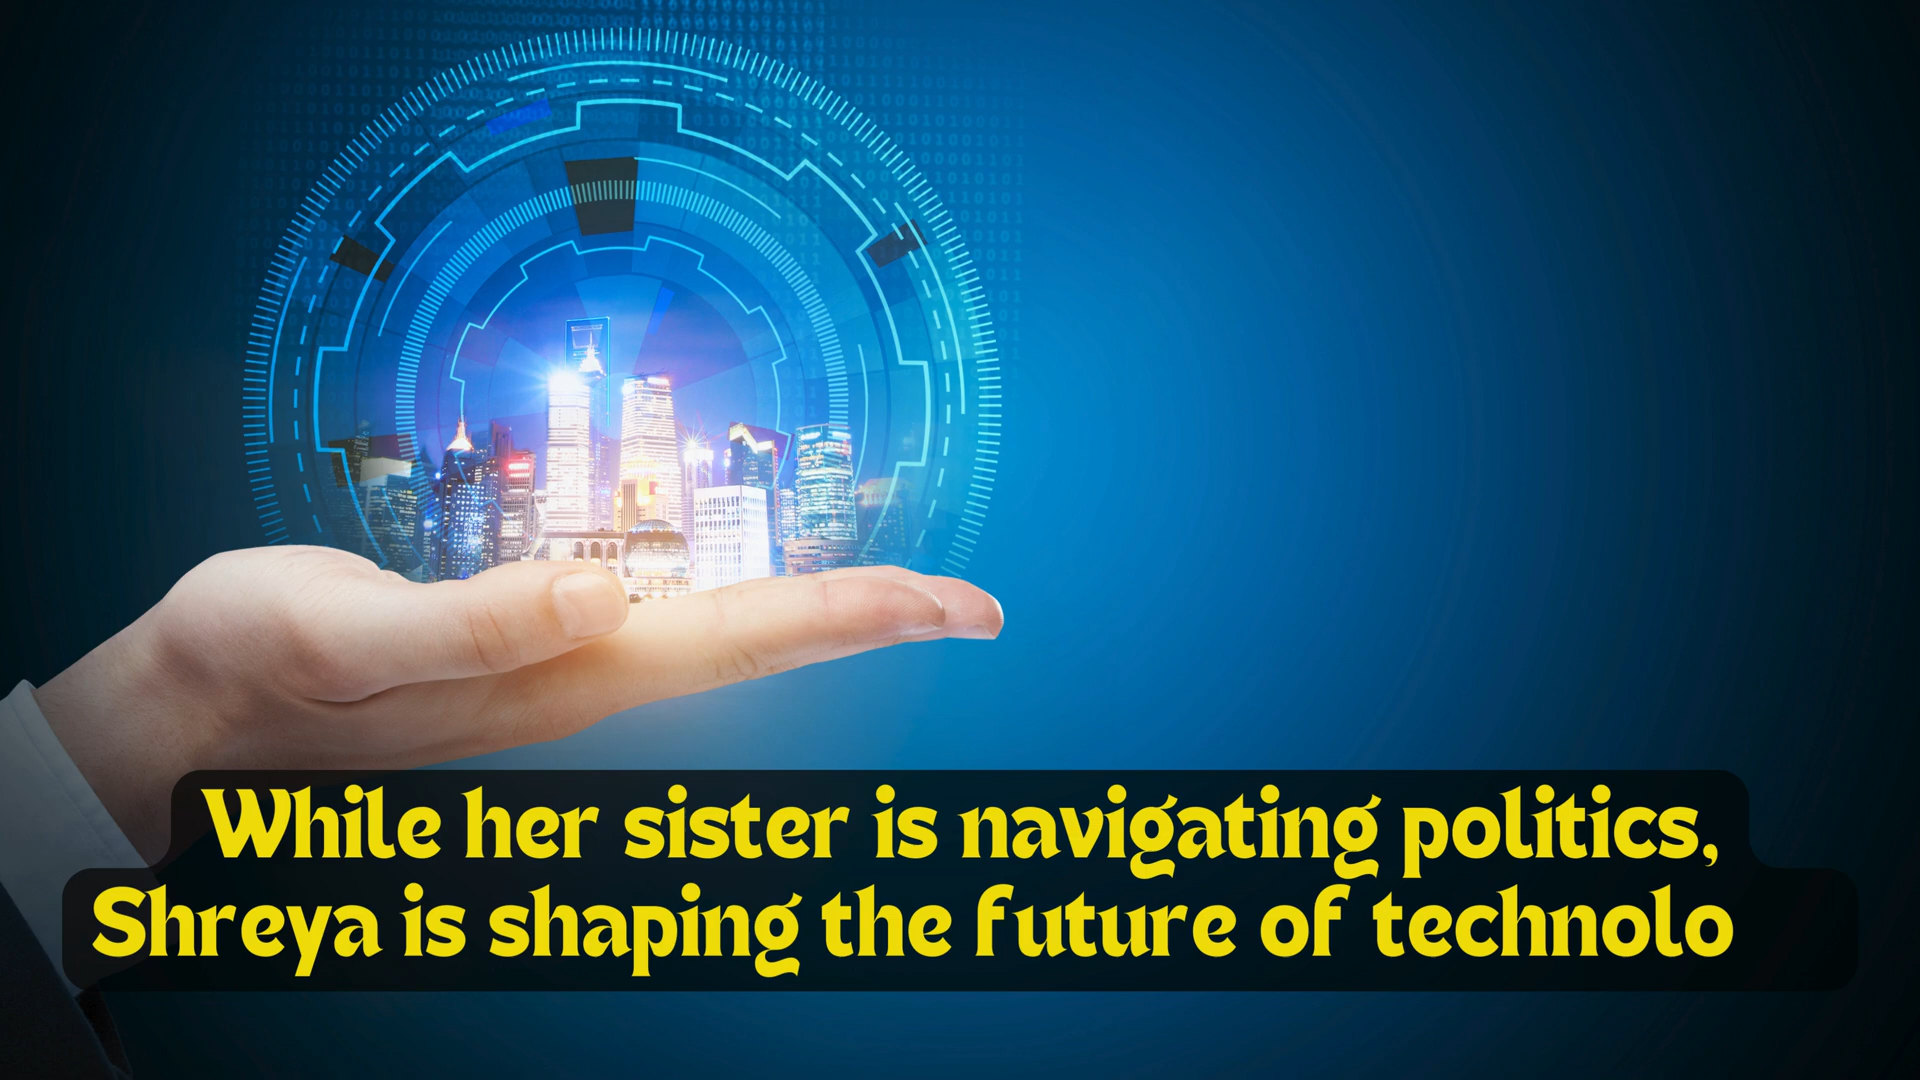 While her sister is navigating politics,
Shreya is shaping the future of technolo